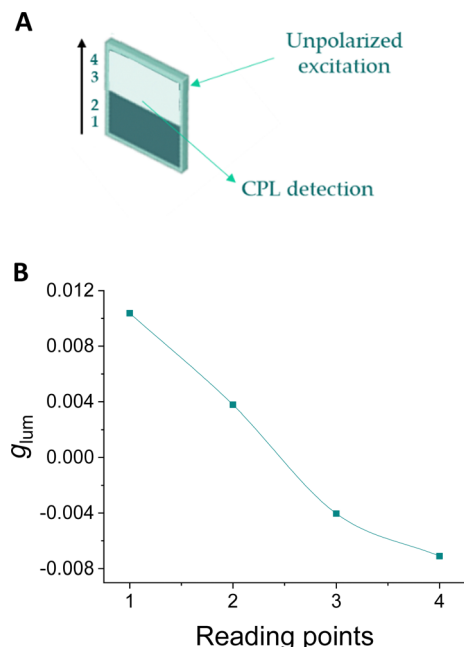 A
4
3
2
1
Unpolarized
excitation
CPL detection
B
0.012
0.008
0.004
0.000
-0.004
-0.008
glum
1 2 3 4
Reading points